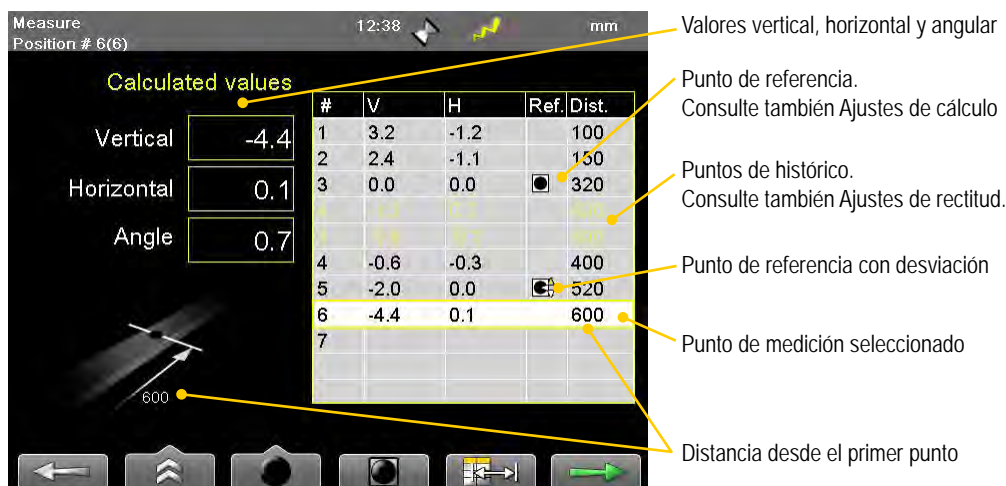 Measure
Position # 6(6)
12:38
mm
Calculated values
Vertical -4.4
Horizontal 0.1
Angle 0.7
600
# V H Ref. Dist.
1 3.2 -1.2 100
2 2.4 -1.1 150
3 0.0 0.0 320
4 -0.6 -0.3 400
5 -2.0 0.0 520
6 -4.4 0.1 600
7
Valores vertical, horizontal y angular
Punto de referencia.
Consulte también Ajustes de cálculo
Puntos de histórico.
Consulte también Ajustes de rectitud.
Punto de referencia con desviación
Punto de medición seleccionado
Distancia desde el primer punto